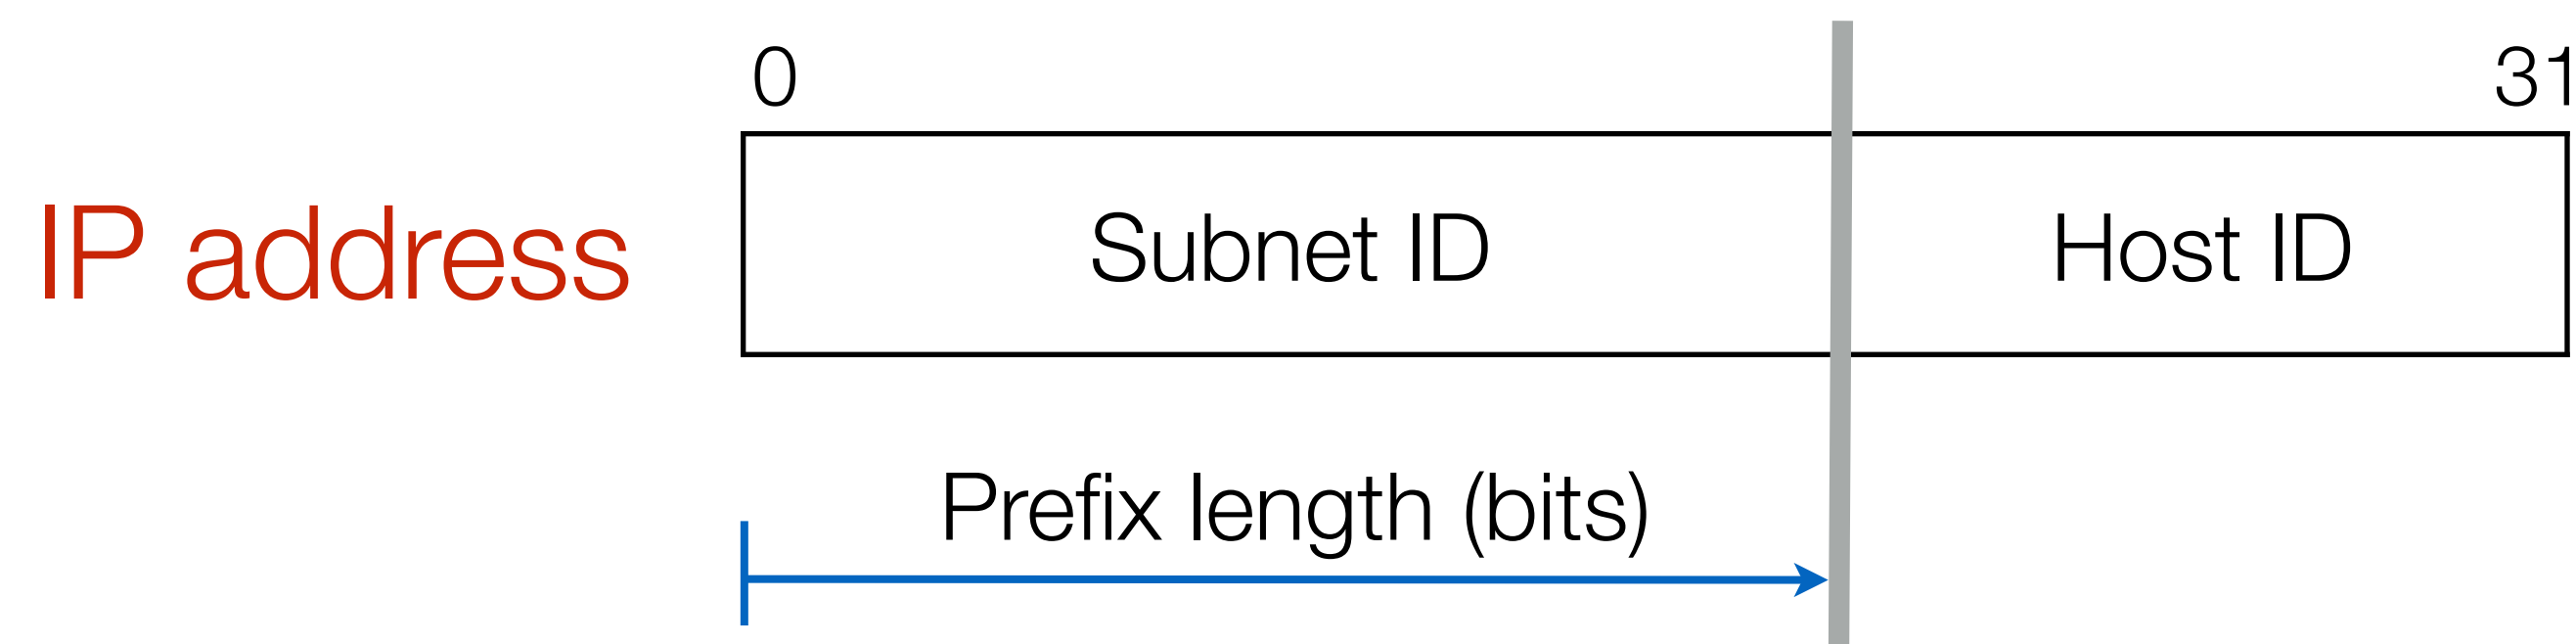 0 31
IP address
Subnet ID Host ID
Prefix length (bits)